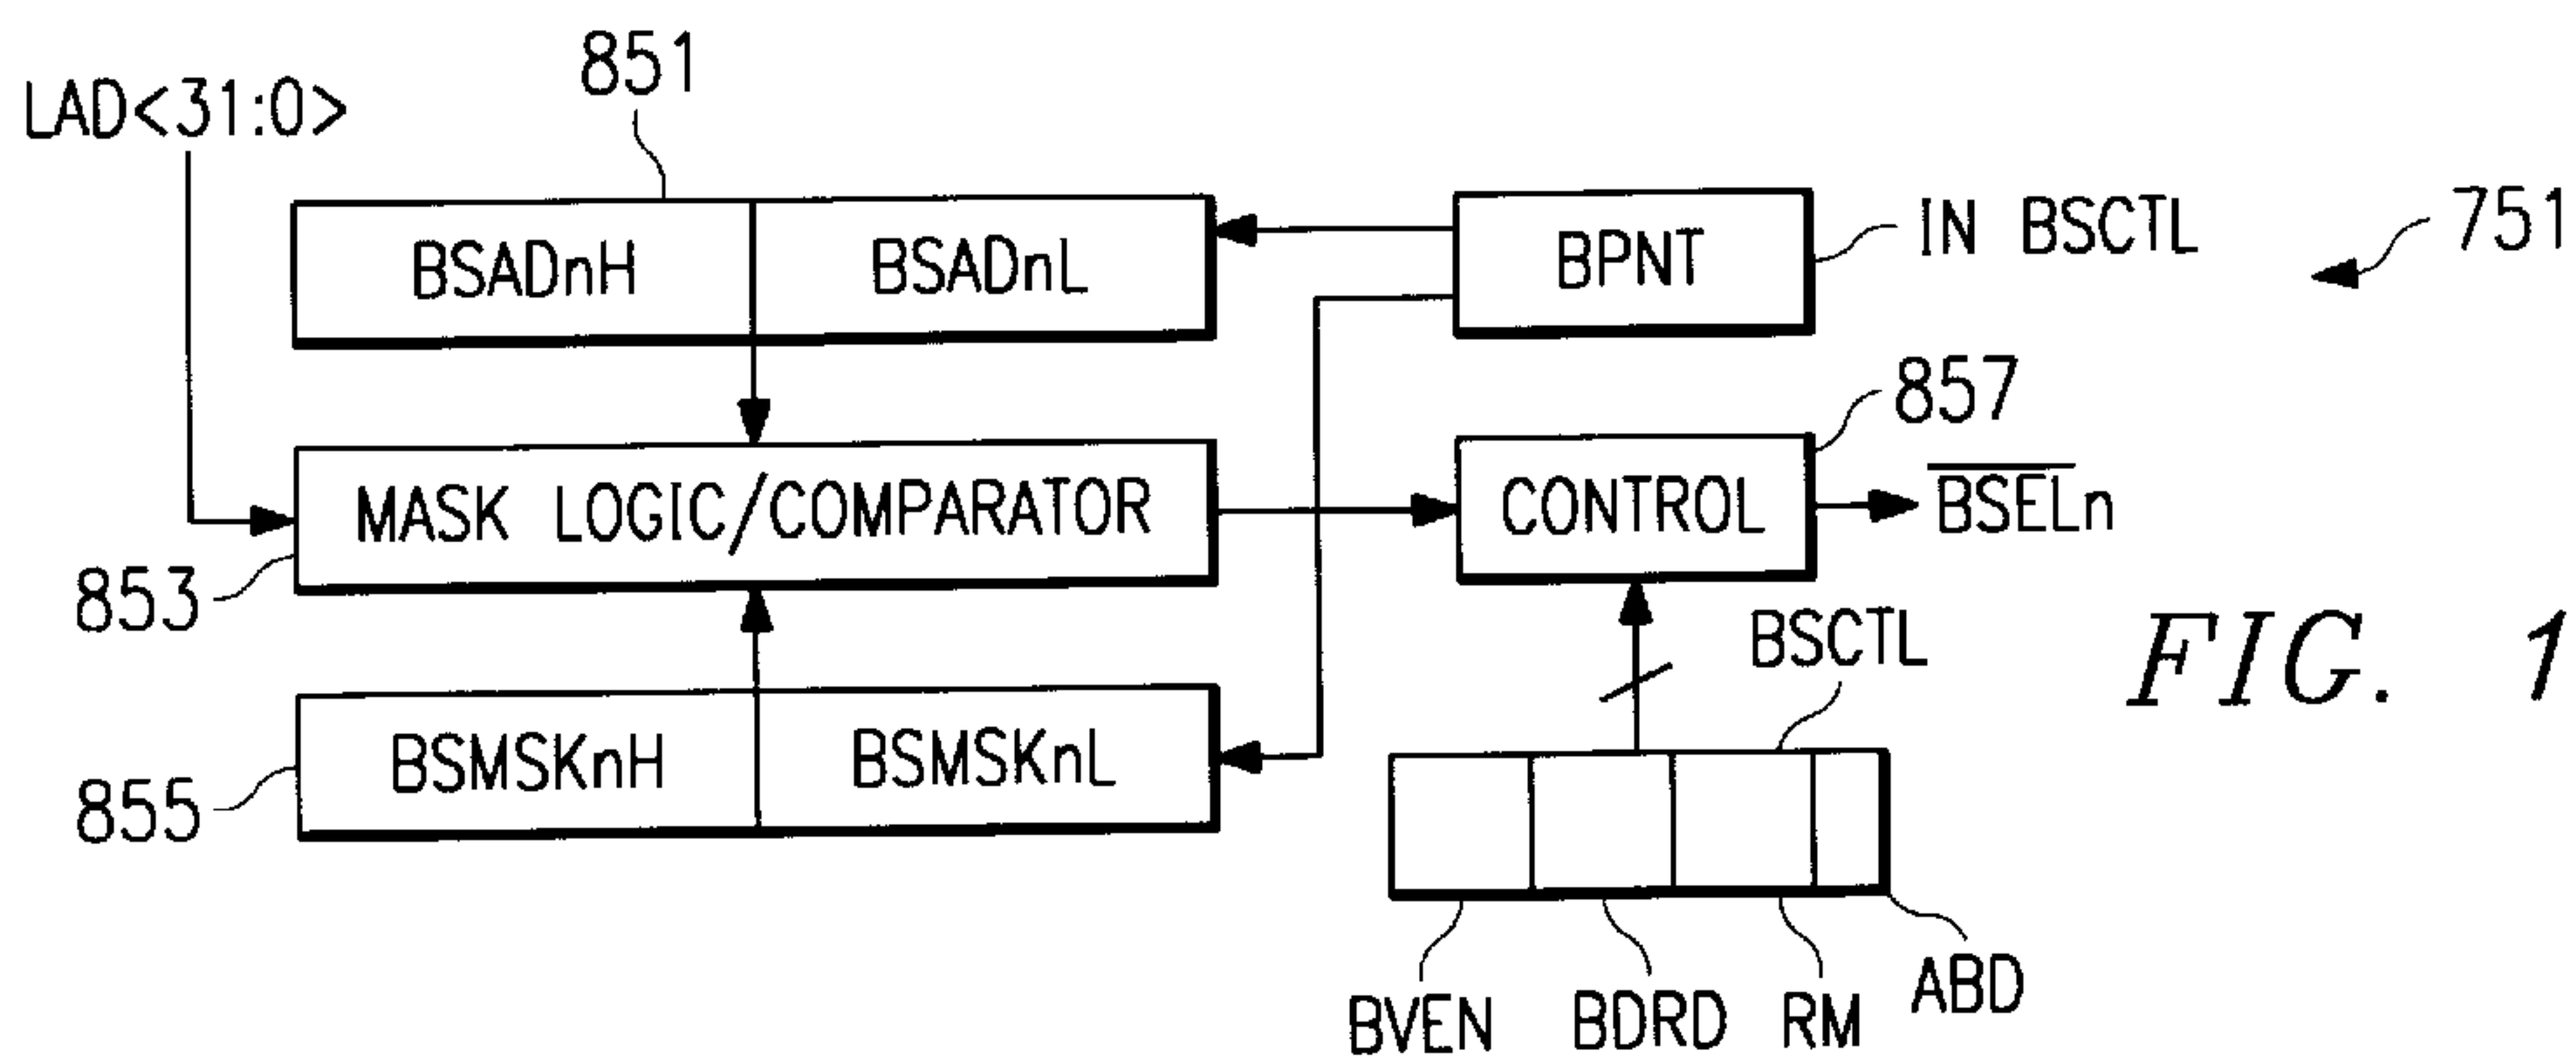 851
LAD<31:0>
BSADnH
BSADnL
BPNT
IN BSCTL
751
857
MASK LOGIC/COMPARATOR
CONTROL
BSELn
853
BSCTL
FIG. 1
BSMSKnH
BSMSKnL
855
BVEN
BDRD
RM
ABD